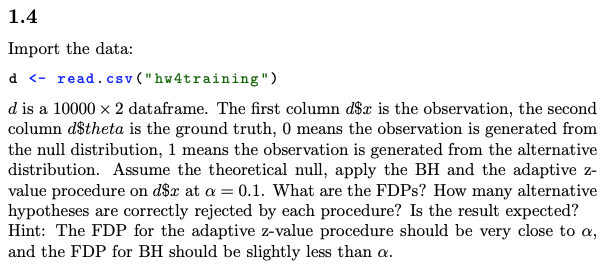 1.4
Import the data:
d <- read.csv("hw4training")
d is a 10000 × 2 dataframe. The first column d$x is the observation, the second
column d$theta is the ground truth, 0 means the observation is generated from
the null distribution, 1 means the observation is generated from the alternative
distribution. Assume the theoretical null, apply the BH and the adaptive z-
value procedure on d$x at α = 0.1. What are the FDPs? How many alternative
hypotheses are correctly rejected by each procedure? Is the result expected?
Hint: The FDP for the adaptive z-value procedure should be very close to α,
and the FDP for BH should be slightly less than α.